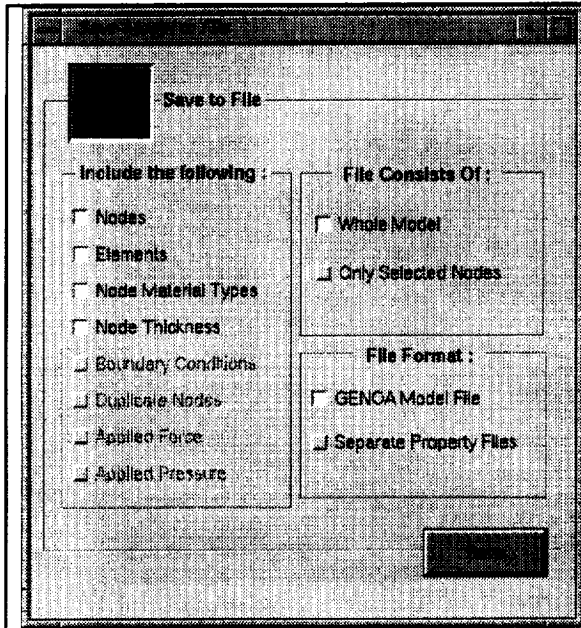 Save to File
Include the following :
Nodes
Elements
Node Material Types
Node Thickness
Boundary Conditions
Duplicate Nodes
Applied Force
Applied Pressure
File Consists Of :
Whole Model
Only Selected Nodes
File Format :
GENOA Model File
Separate Property Files